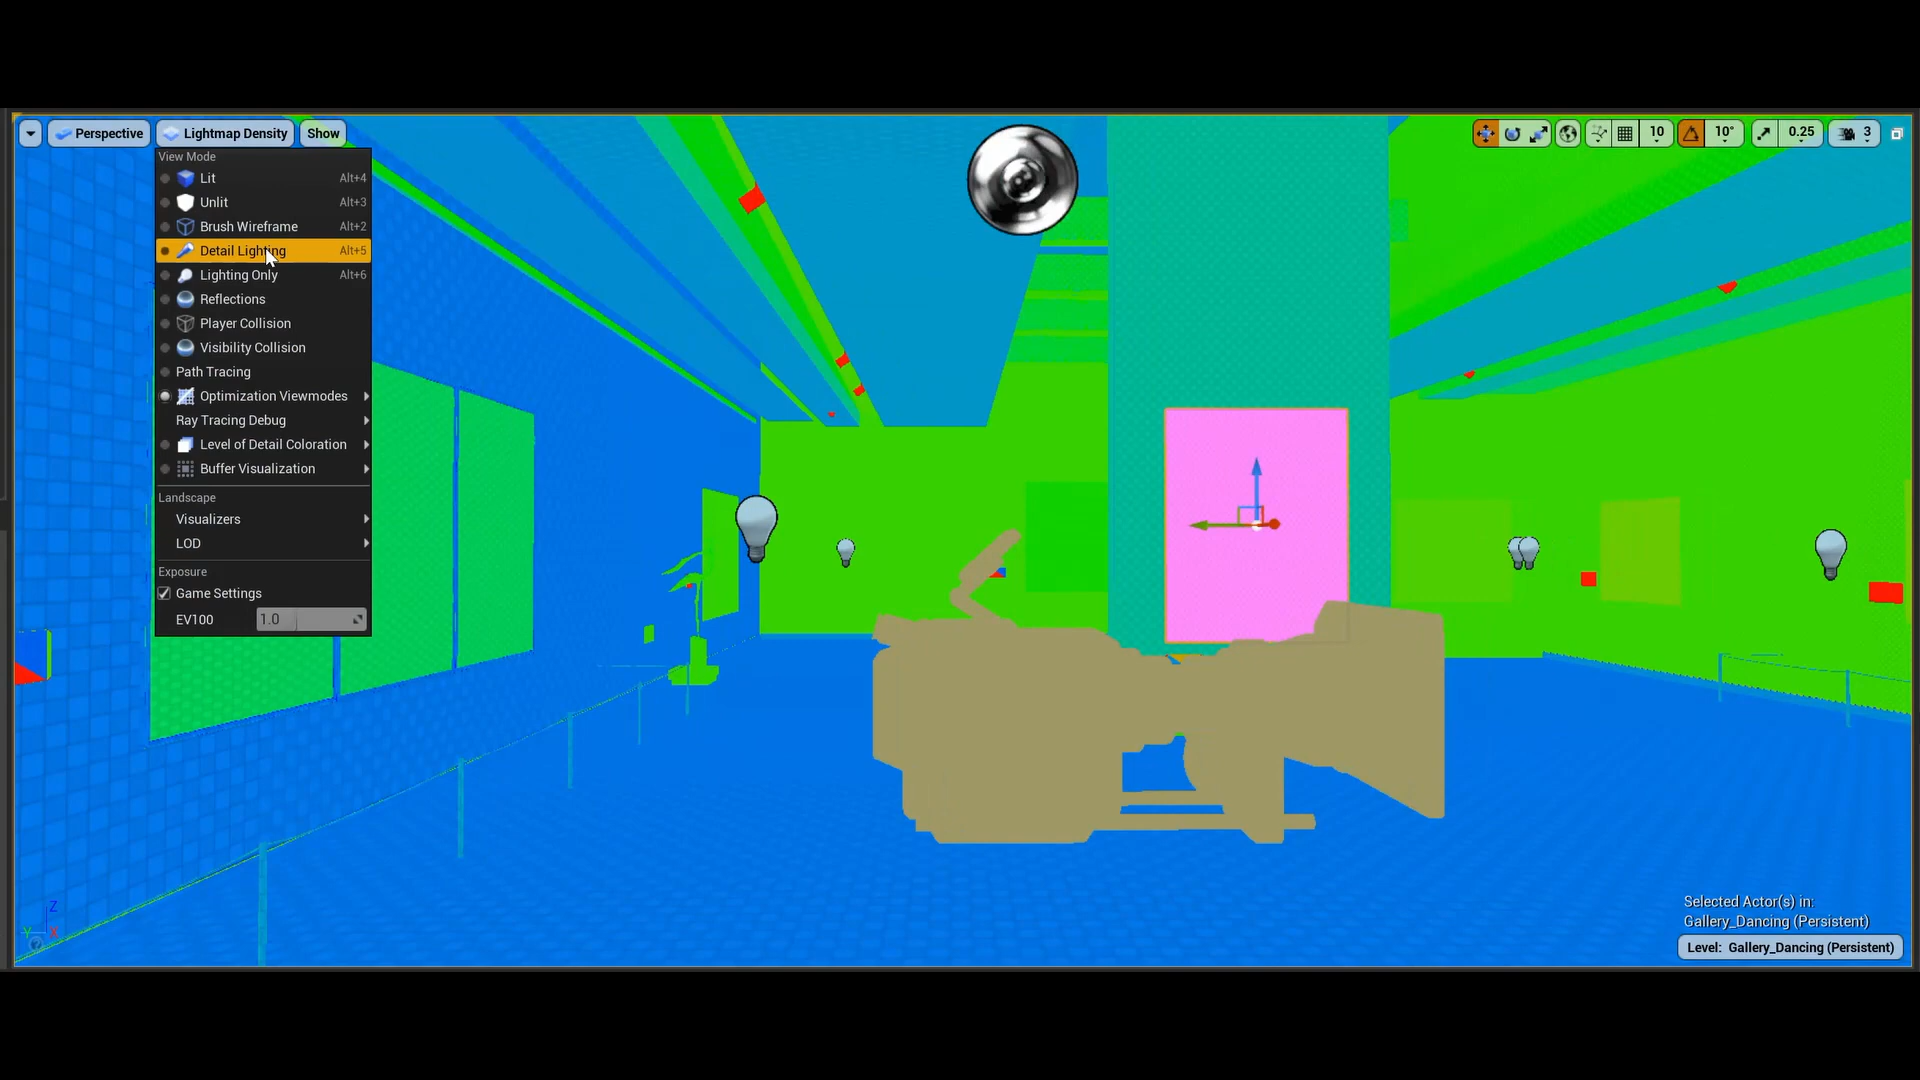 Perspective
Lightmap Density
Show
10
10°
0.25
3
View Mode
Lit Alt+4
Unlit Alt+3
Brush Wireframe Alt+2
Detail Lighting Alt+5
Lighting Only Alt+6
Reflections
Player Collision
Visibility Collision
Path Tracing
Optimization Viewmodes
Ray Tracing Debug
Level of Detail Coloration
Buffer Visualization
Landscape
Visualizers
LOD
Exposure
Game Settings
EV100 1.0
Z
Y X
Selected Actor(s) in:
Gallery_Dancing (Persistent)
Level: Gallery_Dancing (Persistent)